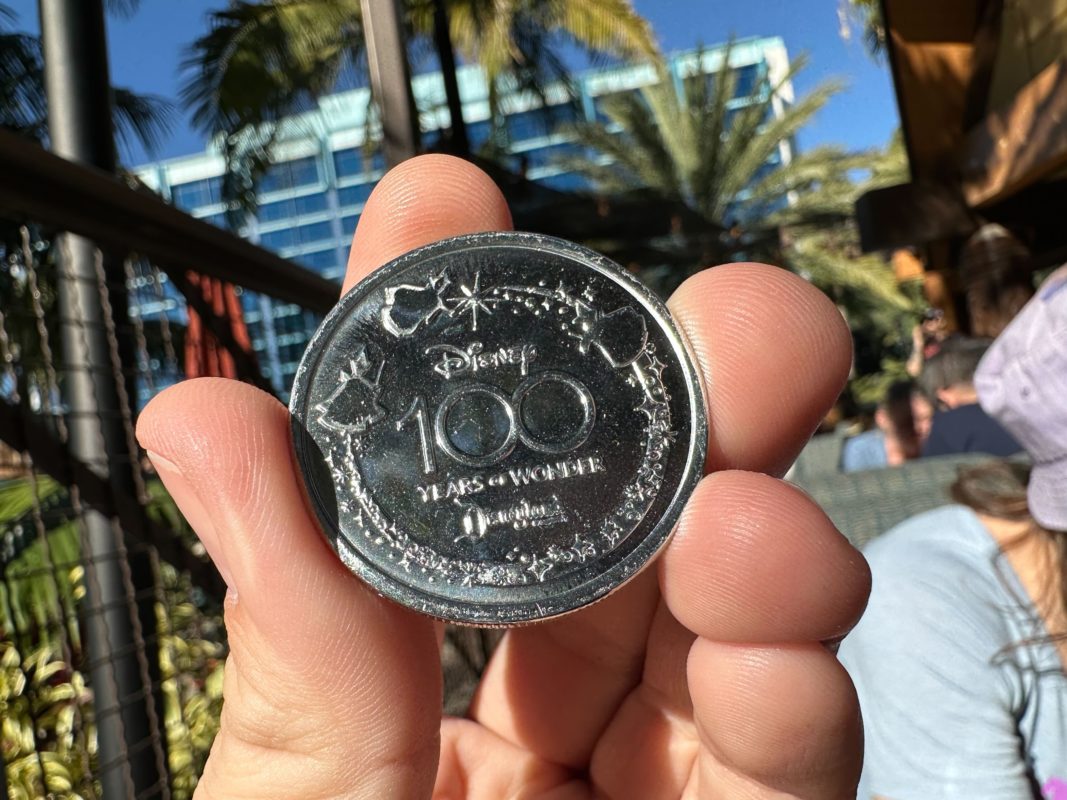 Disney
100
YEARS of WONDER
Disneyland